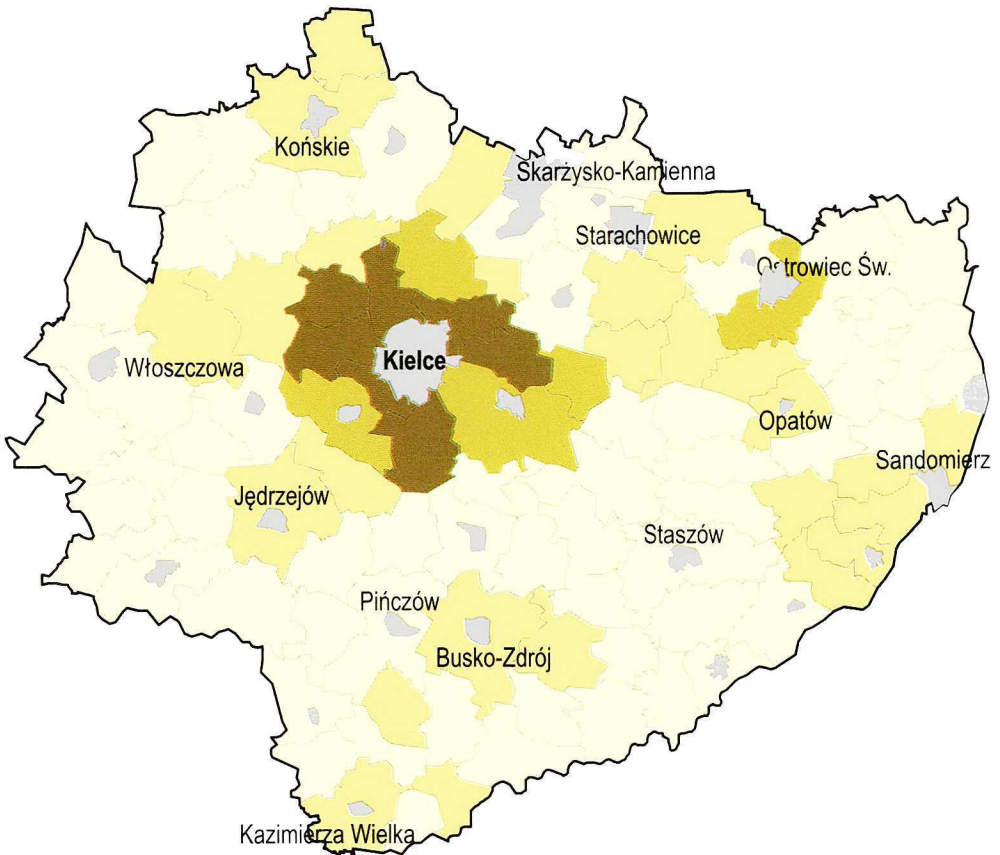 Końskie
Skarżysko-Kamienna
Starachowice
Ostrowiec Św.
Kielce
Włoszczowa
Opatów
Sandomierz
Jędrzejów
Staszów
Pińczów
Busko-Zdrój
Kazimierza Wielka